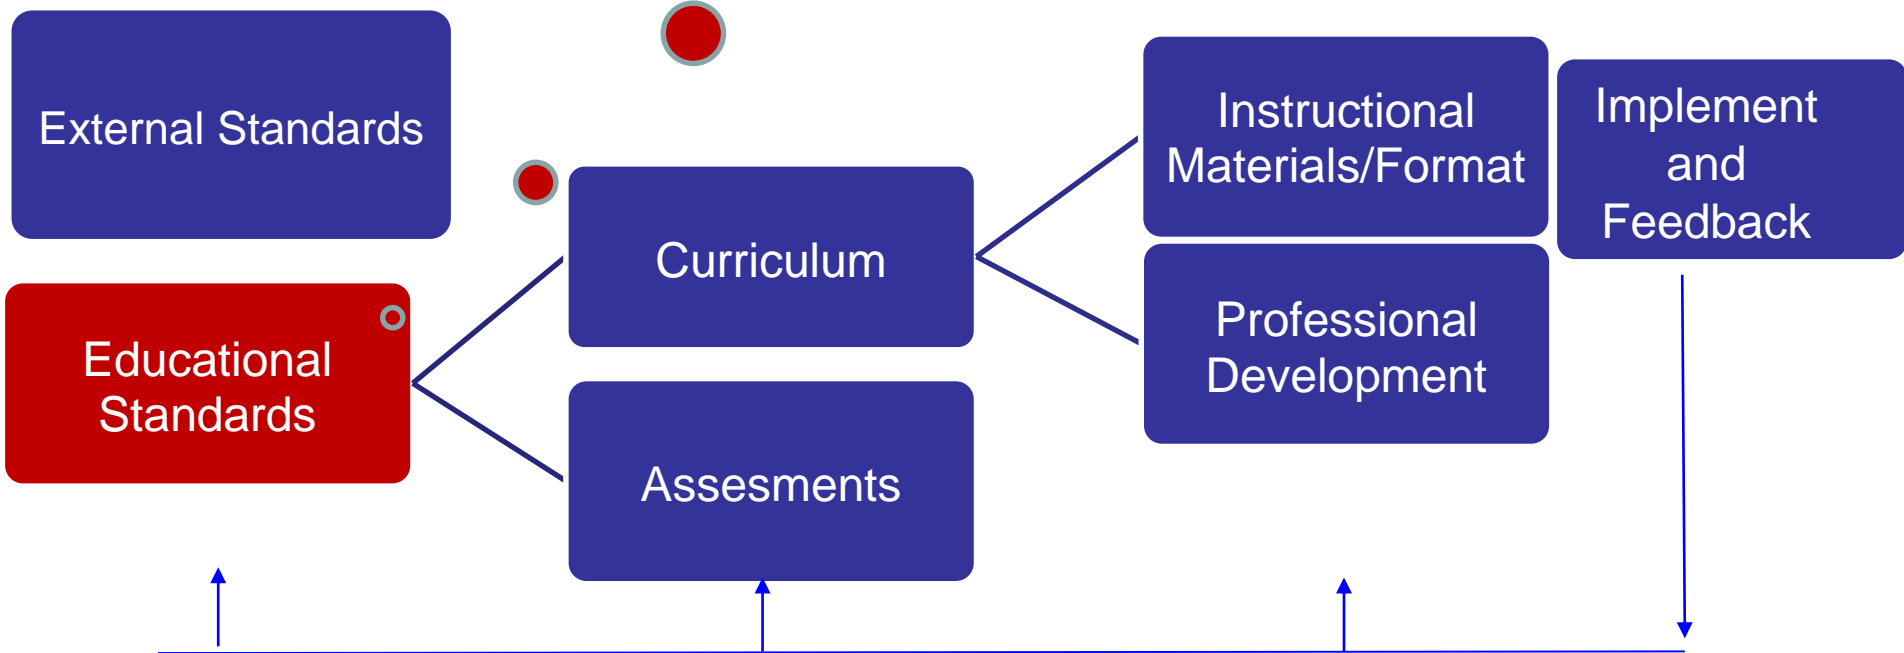 External Standards
Educational
Standards
Curriculum
Assesments
Instructional
Materials/Format
Professional
Development
Implement
and
Feedback